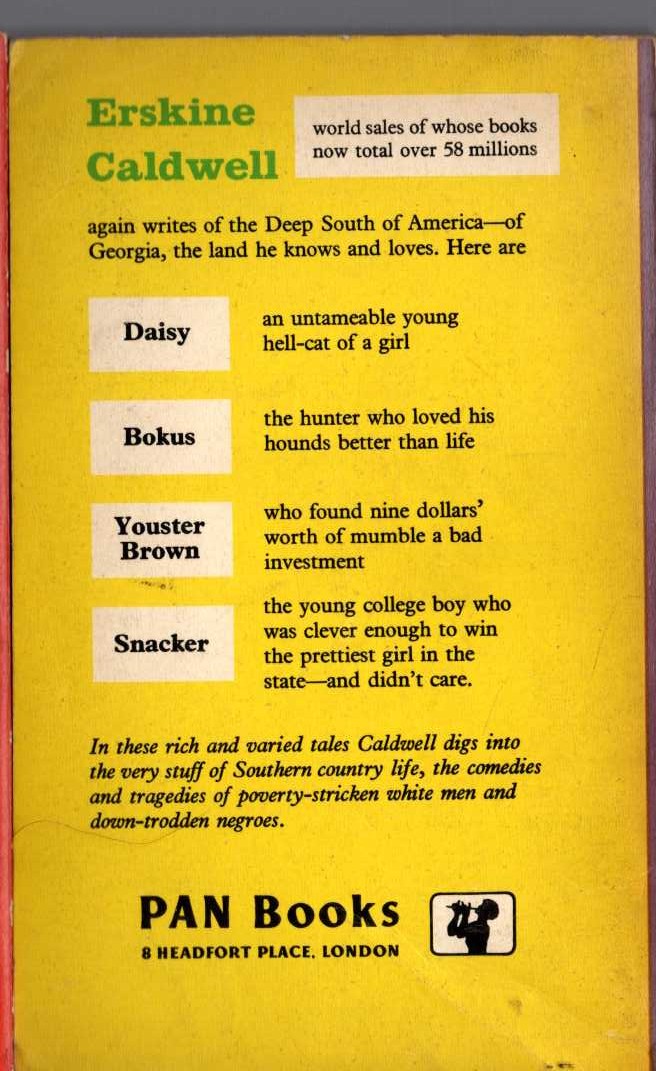 Erskine
Caldwell
world sales of whose books
now total over 58 millions
again writes of the Deep South of America—of
Georgia, the land he knows and loves. Here are
Daisy
an untameable young
hell-cat of a girl
Bokus
the hunter who loved his
hounds better than life
Youster
Brown
who found nine dollars’
worth of mumble a bad
investment
Snacker
the young college boy who
was clever enough to win
the prettiest girl in the
state—and didn’t care.
In these rich and varied tales Caldwell digs into
the very stuff of Southern country life, the comedies
and tragedies of poverty-stricken white men and
down-trodden negroes.
PAN Books
8 HEADFORT PLACE. LONDON